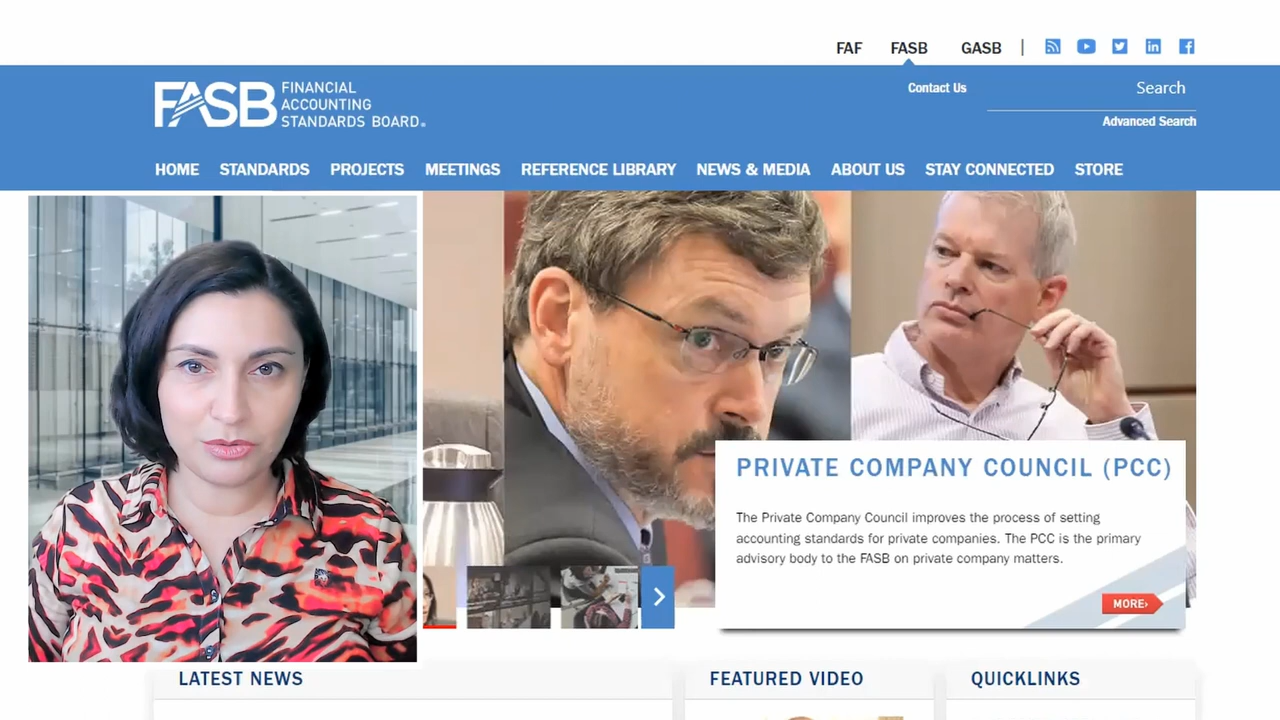 FAF FASB GASB |
Contact Us Search
FASB FINANCIAL
ACCOUNTING
STANDARDS BOARD®
Advanced Search
HOME STANDARDS PROJECTS MEETINGS REFERENCE LIBRARY NEWS & MEDIA ABOUT US STAY CONNECTED STORE
PRIVATE COMPANY COUNCIL (PCC)
The Private Company Council improves the process of setting
accounting standards for private companies. The PCC is the primary
advisory body to the FASB on private company matters.
MORE›
LATEST NEWS
FEATURED VIDEO
QUICKLINKS